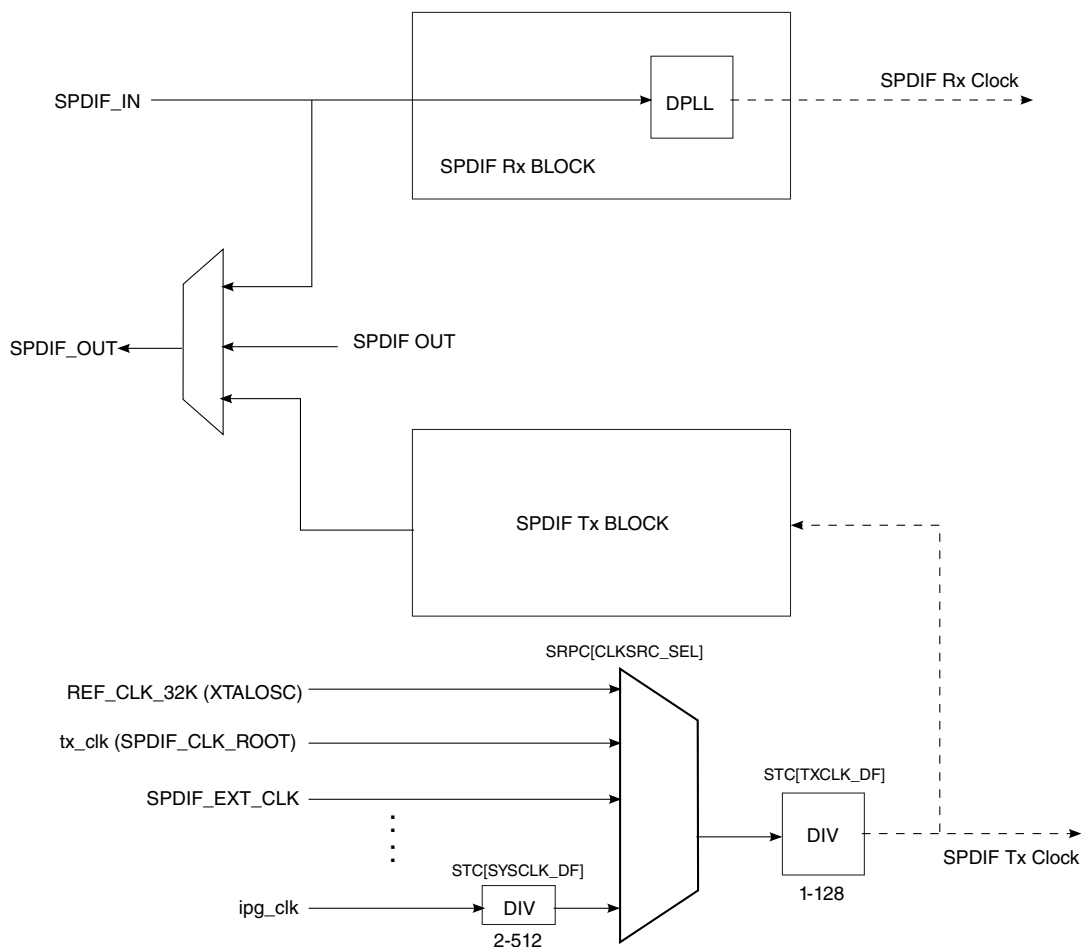 SPDIF_IN
DPLL
SPDIF Rx Clock
SPDIF Rx BLOCK
SPDIF_OUT
SPDIF OUT
SPDIF Tx BLOCK
SRPC[CLKSRC_SEL]
REF_CLK_32K (XTALOSC)
tx_clk (SPDIF_CLK_ROOT)
SPDIF_EXT_CLK
STC[TXCLK_DF]
DIV
1-128
SPDIF Tx Clock
STC[SYSCLK_DF]
ipg_clk
DIV
2-512